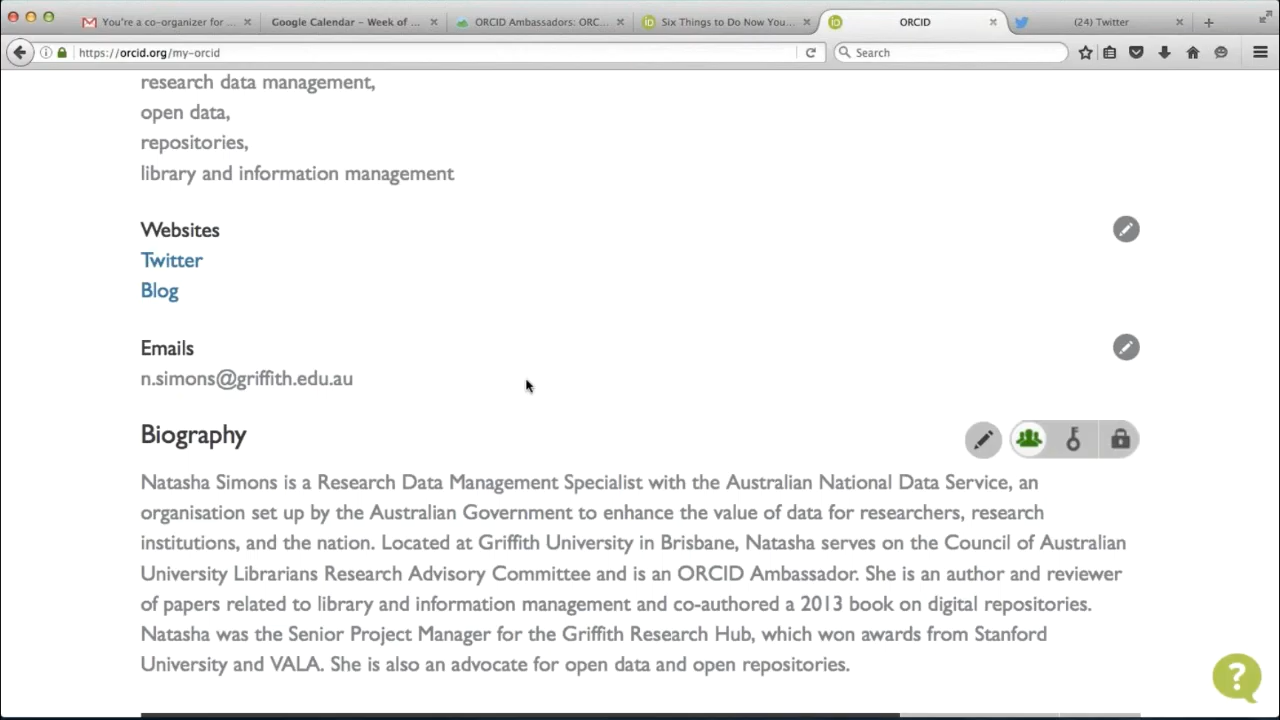 You're a co-organizer for ...
Google Calendar - Week of ...
ORCID Ambassadors: ORC...
Six Things to Do Now You...
ORCID
(24) Twitter
https://orcid.org/my-orcid
Search
research data management,
open data,
repositories,
library and information management
Websites
Twitter
Blog
Emails
n.simons@griffith.edu.au
Biography
Natasha Simons is a Research Data Management Specialist with the Australian National Data Service, an
organisation set up by the Australian Government to enhance the value of data for researchers, research
institutions, and the nation. Located at Griffith University in Brisbane, Natasha serves on the Council of Australian
University Librarians Research Advisory Committee and is an ORCID Ambassador. She is an author and reviewer
of papers related to library and information management and co-authored a 2013 book on digital repositories.
Natasha was the Senior Project Manager for the Griffith Research Hub, which won awards from Stanford
University and VALA. She is also an advocate for open data and open repositories.
?